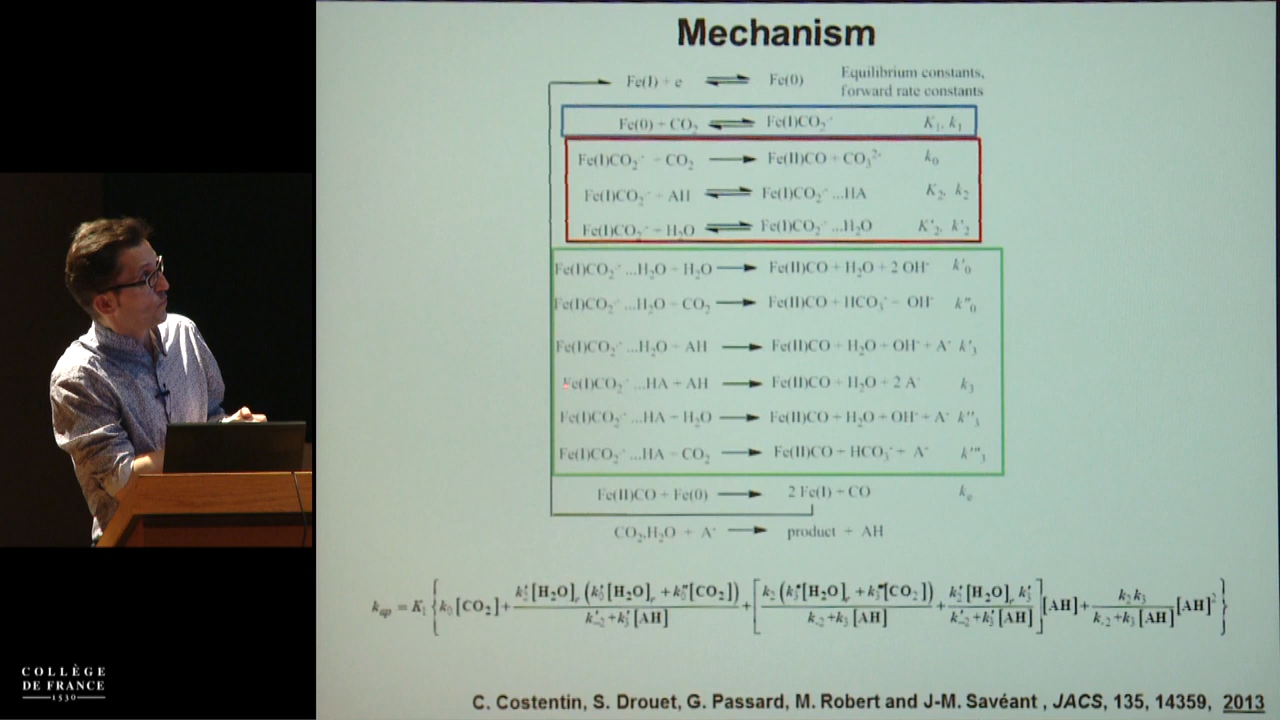 Mechanism
Fe(I) + e ⇌ Fe(0) Equilibrium constants,
forward rate constants
Fe(0) + CO₂ ⇌ Fe(I)CO₂·⁻ K₁, k₁
Fe(I)CO₂·⁻ + CO₂ → Fe(II)CO + CO₃²⁻ k₀
Fe(I)CO₂·⁻ + AH ⇌ Fe(I)CO₂·⁻ ...HA K₂, k₂
Fe(I)CO₂·⁻ + H₂O ⇌ Fe(I)CO₂·⁻ ...H₂O K'₂, k'₂
Fe(I)CO₂·⁻ ...H₂O + H₂O → Fe(II)CO + H₂O + 2 OH⁻ k'₀
Fe(I)CO₂·⁻ ...H₂O + CO₂ → Fe(II)CO + HCO₃⁻ + OH⁻ k"₀
Fe(I)CO₂·⁻ ...H₂O + AH → Fe(II)CO + H₂O + OH⁻ + A⁻ k'₃
Fe(I)CO₂·⁻ ...HA + AH → Fe(II)CO + H₂O + 2 A⁻ k₃
Fe(I)CO₂·⁻ ...HA + H₂O → Fe(II)CO + H₂O + OH⁻ + A⁻ k''₃
Fe(I)CO₂·⁻ ...HA + CO₂ → Fe(II)CO + HCO₃⁻ + A⁻ k'''₃
Fe(II)CO + Fe(0) → 2 Fe(I) + CO kₑ
CO₂,H₂O + A⁻ → product + AH
COLLÈGE
DE FRANCE
1530
C. Costentin, S. Drouet, G. Passard, M. Robert and J-M. Savéant , JACS, 135, 14359, 2013